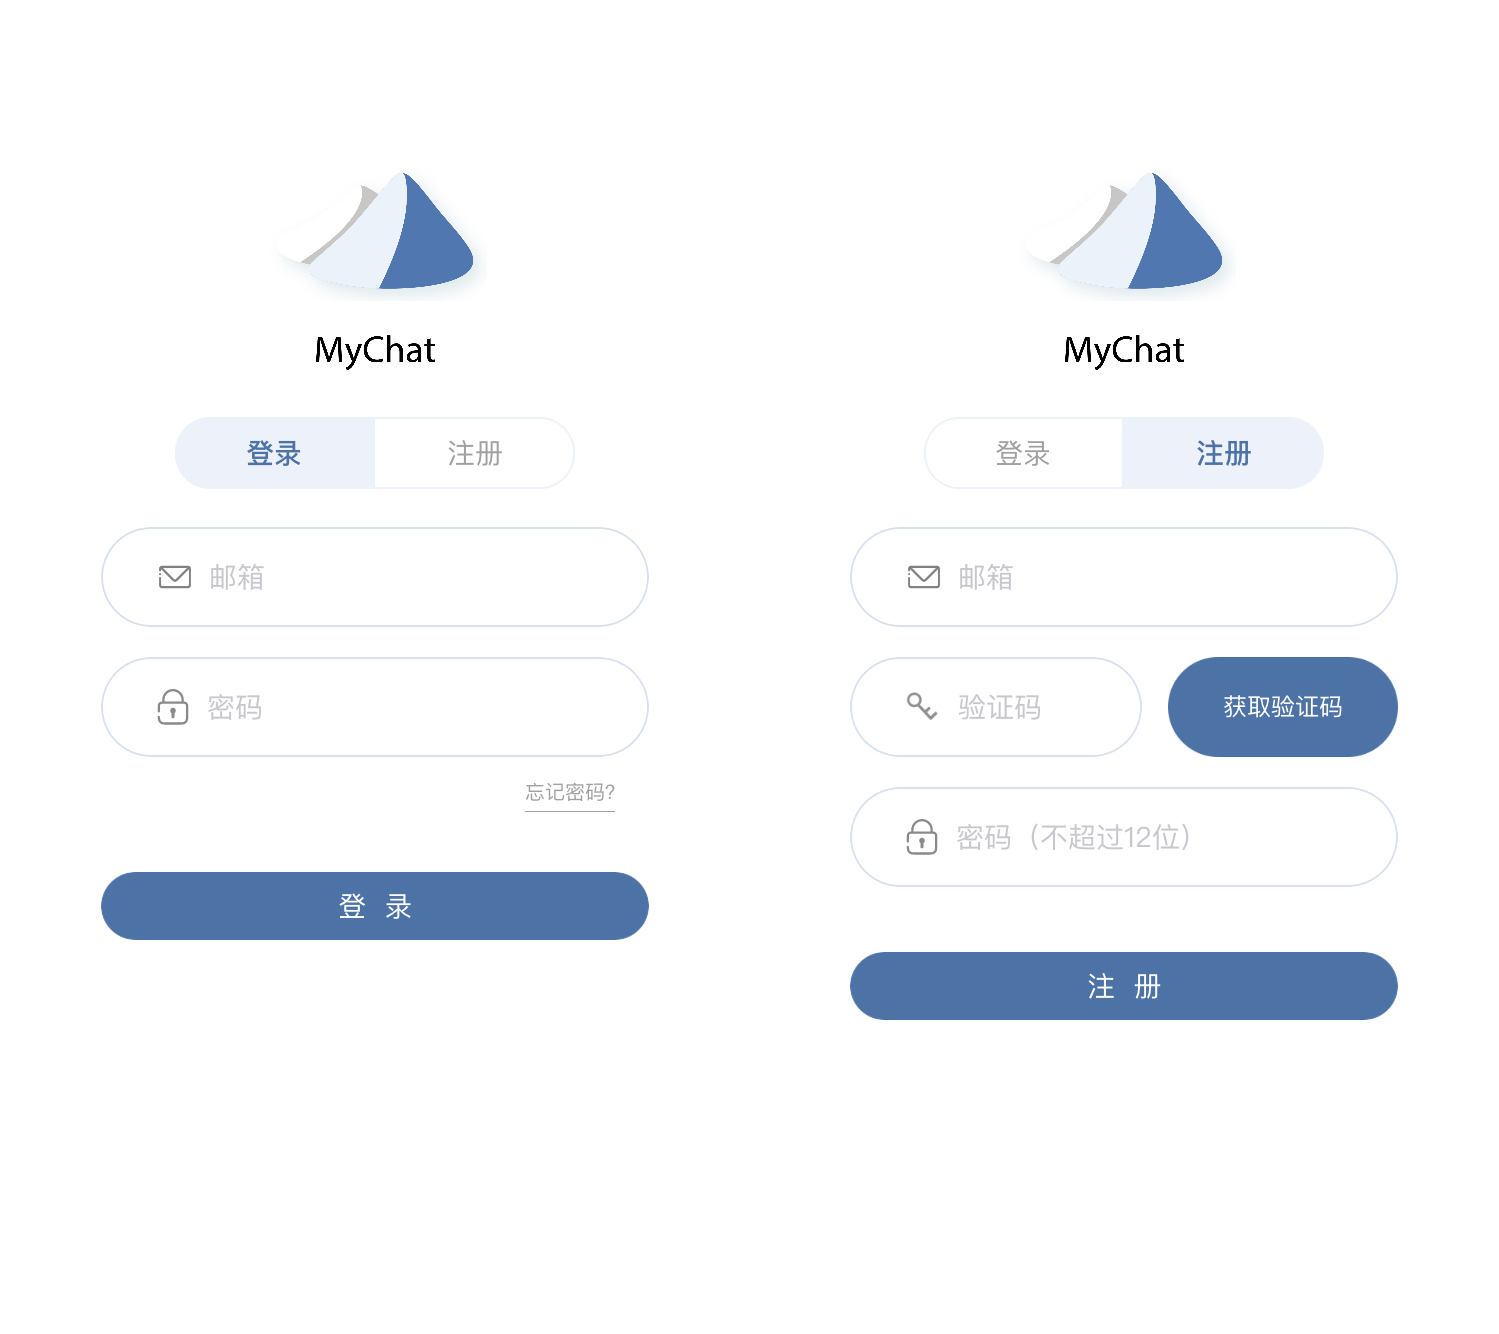 MyChat
登录 注册
邮箱
密码
忘记密码?
登 录
MyChat
登录 注册
邮箱
验证码 获取验证码
密码（不超过12位）
注 册